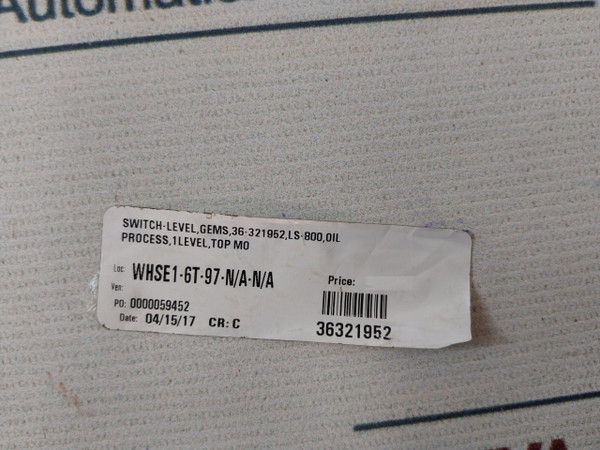 Automatic
SWITCH-LEVEL,GEMS,36-321952,LS-800,OIL
PROCESS,1LEVEL,TOP MO
Loc: WHSE1-6T-97-N/A-N/A
Price:
Ven:
PO: 0000059452
Date: 04/15/17 CR: C
36321952